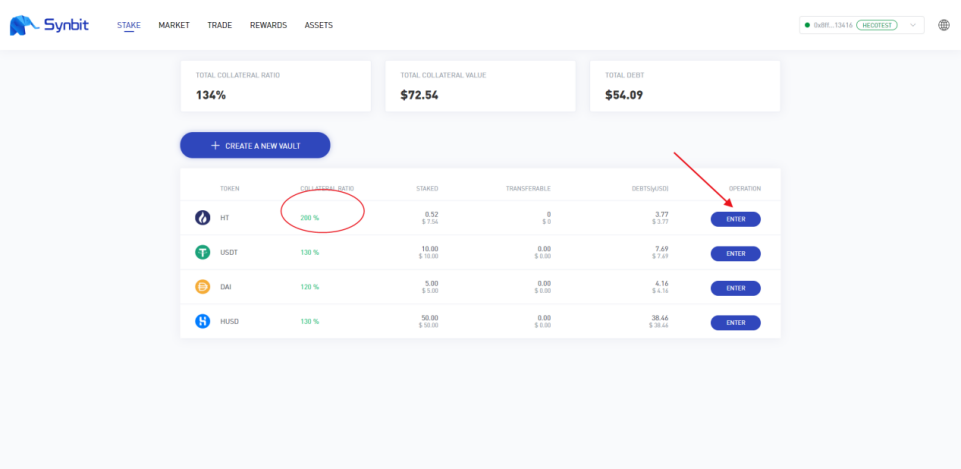 Synbit STAKE MARKET TRADE REWARDS ASSETS 0x8ff...13416 HECOTEST
TOTAL COLLATERAL RATIO TOTAL COLLATERAL VALUE TOTAL DEBT
134% $72.54 $54.09
+ CREATE A NEW VAULT
TOKEN COLLATERAL RATIO STAKED TRANSFERABLE DEBTS(yUSD) OPERATION
HT 200 % 0.52 0 3.77 ENTER
$ 7.54 $ 0 $ 3.77
USDT 130 % 10.00 0.00 7.69 ENTER
$ 10.00 $ 0.00 $ 7.69
DAI 120 % 5.00 0.00 4.16 ENTER
$ 5.00 $ 0.00 $ 4.16
HUSD 130 % 50.00 0.00 38.46 ENTER
$ 50.00 $ 0.00 $ 38.46